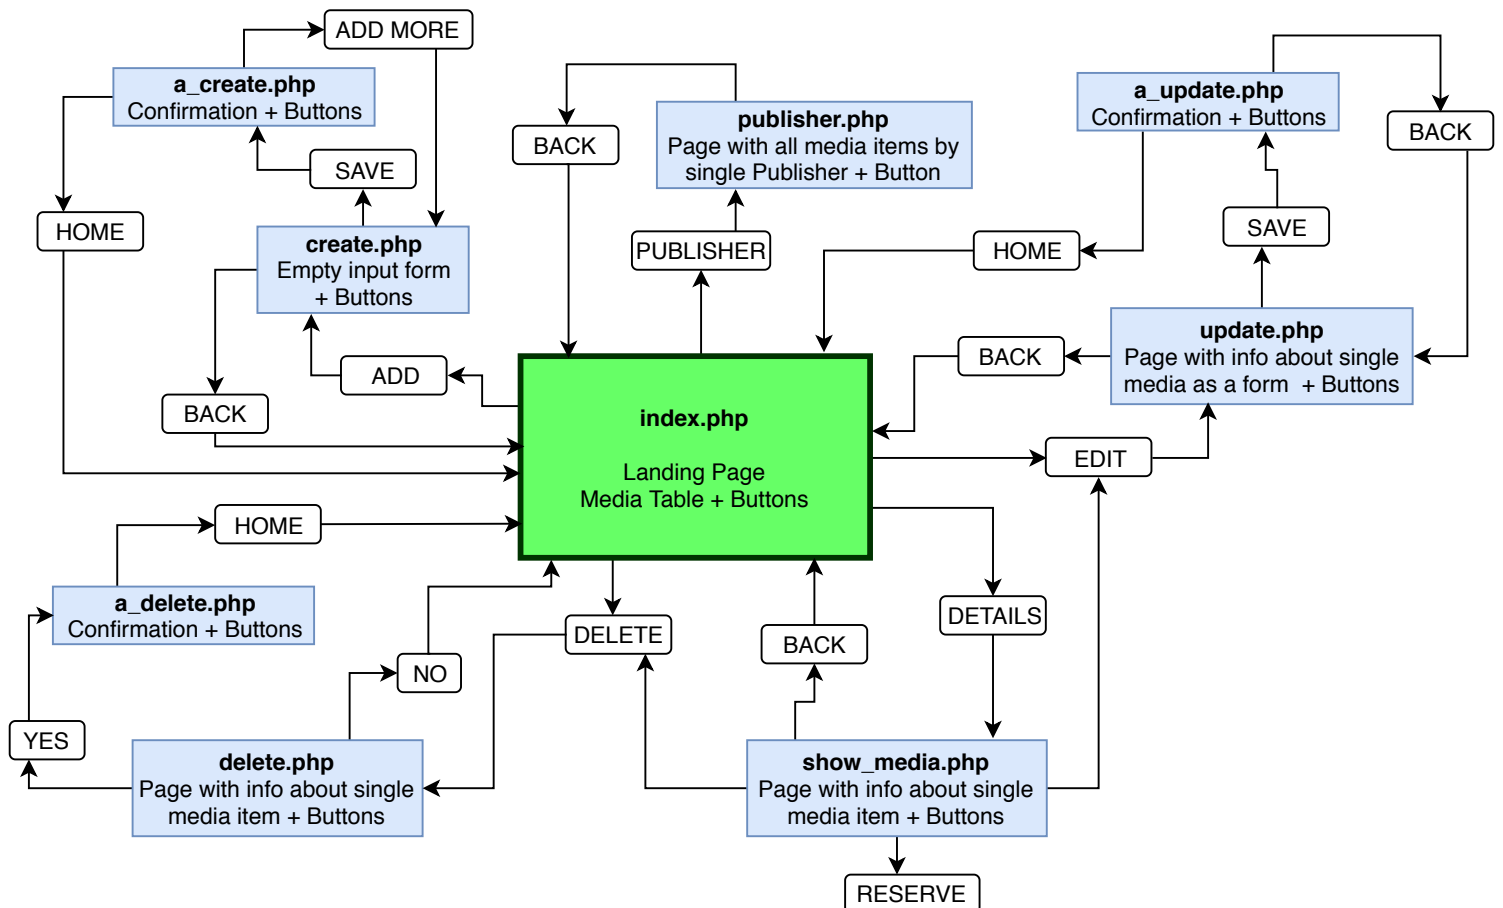 ADD MORE
a_create.php
Confirmation + Buttons
SAVE
HOME
create.php
Empty input form
+ Buttons
ADD
BACK
BACK
publisher.php
Page with all media items by
single Publisher + Button
PUBLISHER
a_update.php
Confirmation + Buttons
BACK
SAVE
HOME
update.php
Page with info about single
media as a form + Buttons
BACK
EDIT
index.php
Landing Page
Media Table + Buttons
HOME
a_delete.php
Confirmation + Buttons
YES
NO
DELETE
delete.php
Page with info about single
media item + Buttons
BACK
DETAILS
show_media.php
Page with info about single
media item + Buttons
RESERVE